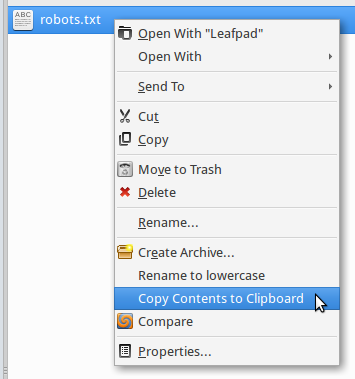 ABC
robots.txt
Open With "Leafpad"
Open With
Send To
Cut
Copy
Move to Trash
Delete
Rename...
Create Archive...
Rename to lowercase
Copy Contents to Clipboard
Compare
Properties...